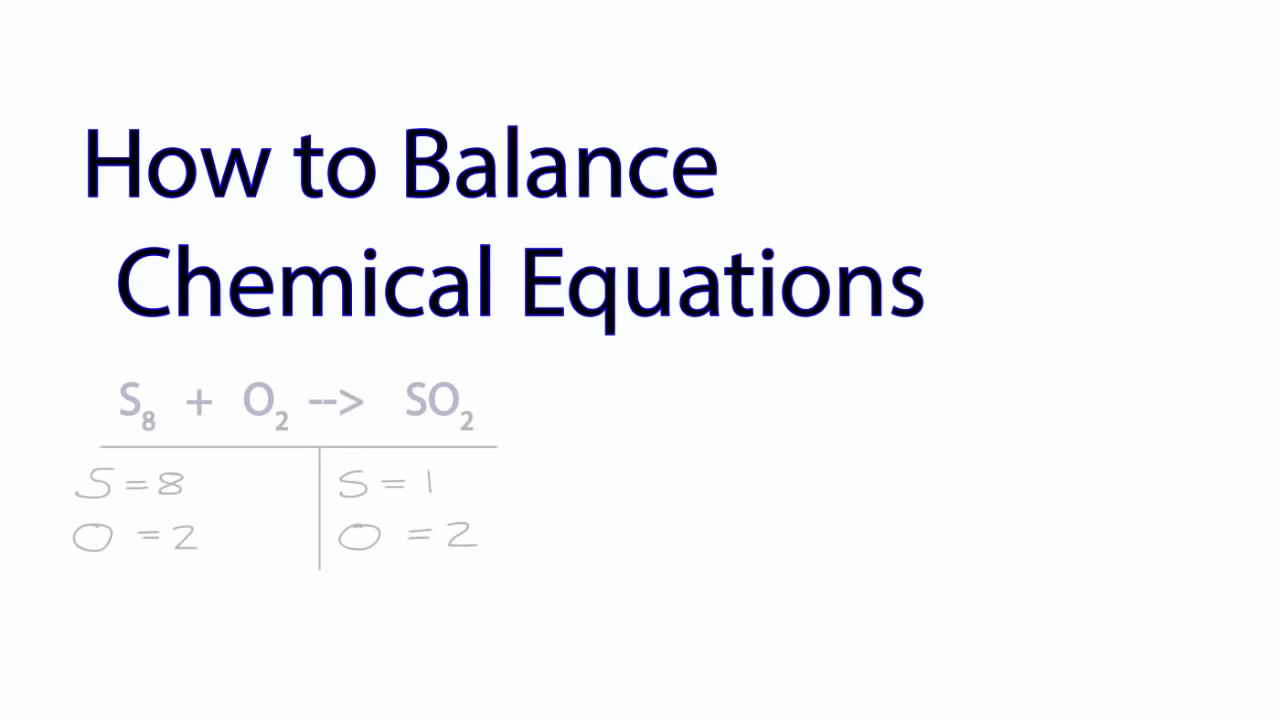 How to Balance
Chemical Equations
S₈ + O₂ --> SO₂
S = 8 S = 1
O = 2 O = 2